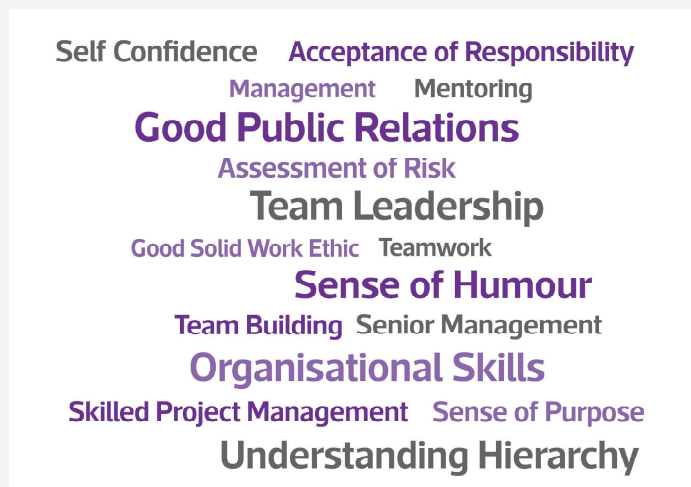 Self Confidence Acceptance of Responsibility
Management Mentoring
Good Public Relations
Assessment of Risk
Team Leadership
Good Solid Work Ethic Teamwork
Sense of Humour
Team Building Senior Management
Organisational Skills
Skilled Project Management Sense of Purpose
Understanding Hierarchy